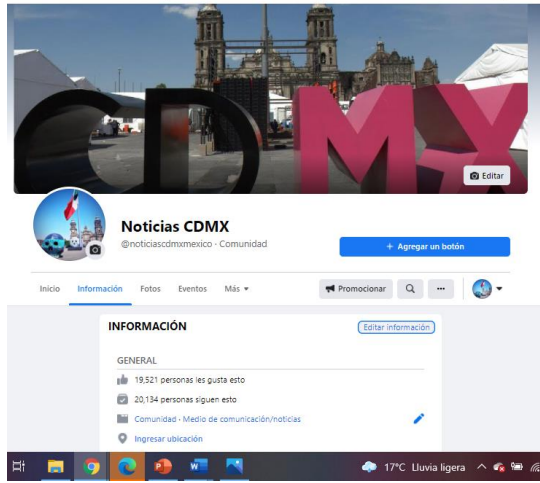 CDMX
Editar
Noticias CDMX
@noticiascdmxmexico · Comunidad
+ Agregar un botón
Inicio Información Fotos Eventos Más
Promocionar
INFORMACIÓN
Editar información
GENERAL
19,521 personas les gusta esto
20,134 personas siguen esto
Comunidad · Medio de comunicación/noticias
Ingresar ubicación
17°C Lluvia ligera